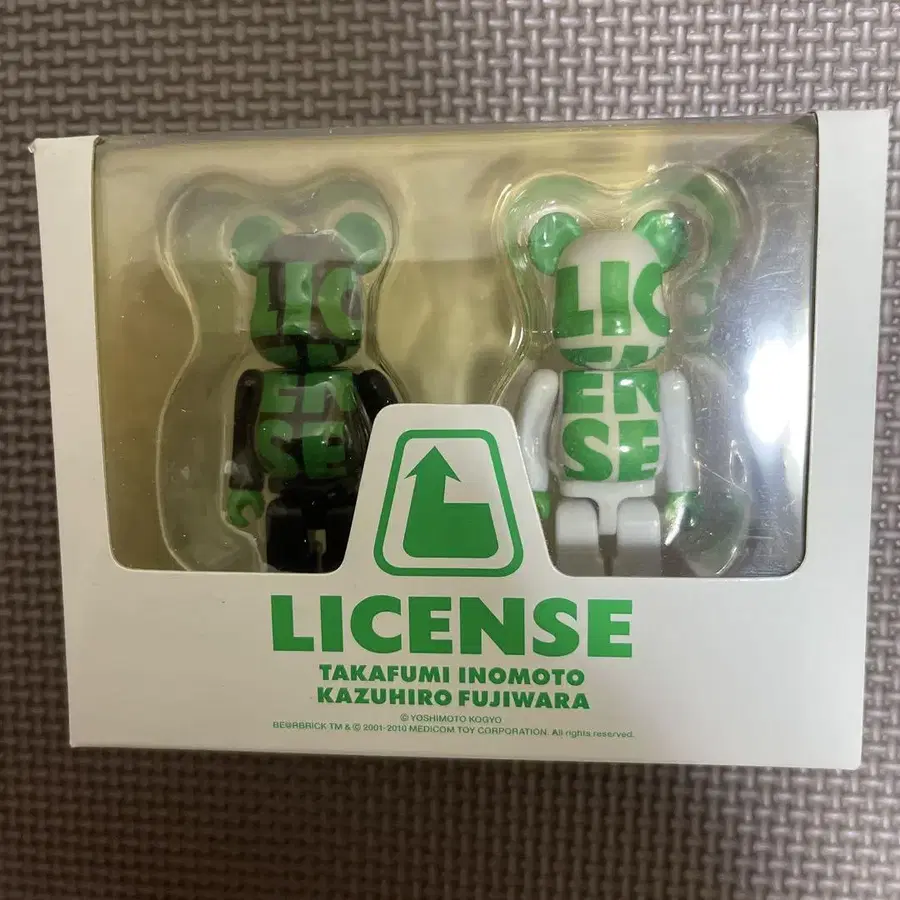 LIC
EN
SE
LIC
EN
SE
LICENSE
TAKAFUMI INOMOTO
KAZUHIRO FUJIWARA
© YOSHIMOTO KOGYO
BE@RBRICK TM & © 2001-2010 MEDICOM TOY CORPORATION. All rights reserved.